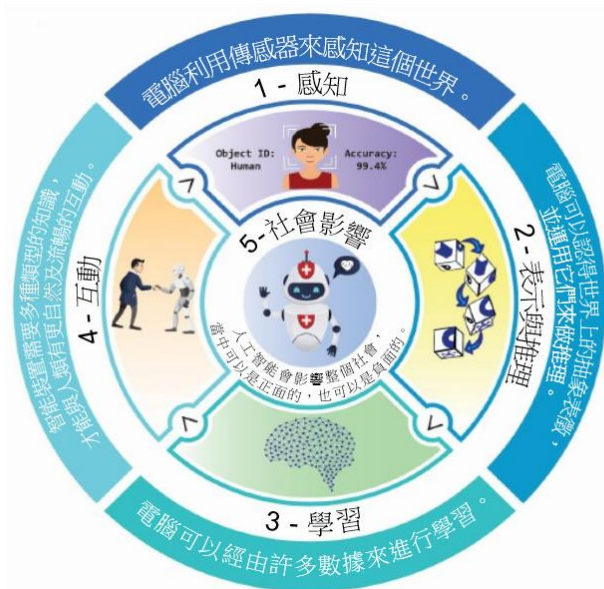 電腦利用傳感器來感知這個世界。
1 - 感知
Object ID:
Human
Accuracy:
99.4%
電腦可以認得世界上的抽象表徵，
並運用它們來做推理。
2 - 表示與推理
3 - 學習
電腦可以經由許多數據來進行學習。
智能裝置需要多種類型的知識，
才能與人類有更自然及流暢的互動。
4 - 互動
5-社會影響
人工智能會影響整個社會，
當中可以是正面的，也可以是負面的。